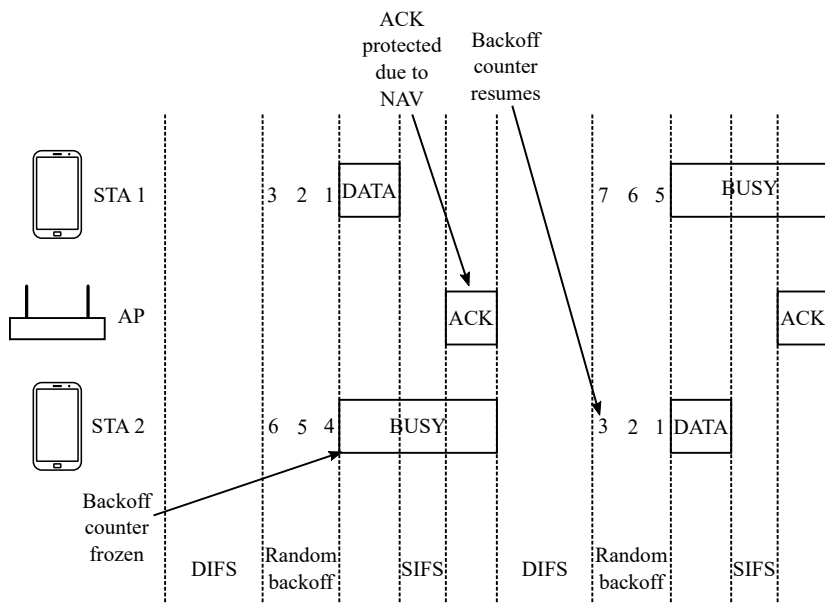 ACK
protected
due to
NAV
Backoff
counter
resumes
STA 1
3 2 1
DATA
7 6 5
BUSY
AP
ACK
ACK
STA 2
6 5 4
BUSY
3 2 1
DATA
Backoff
counter
frozen
DIFS
Random
backoff
SIFS
DIFS
Random
backoff
SIFS